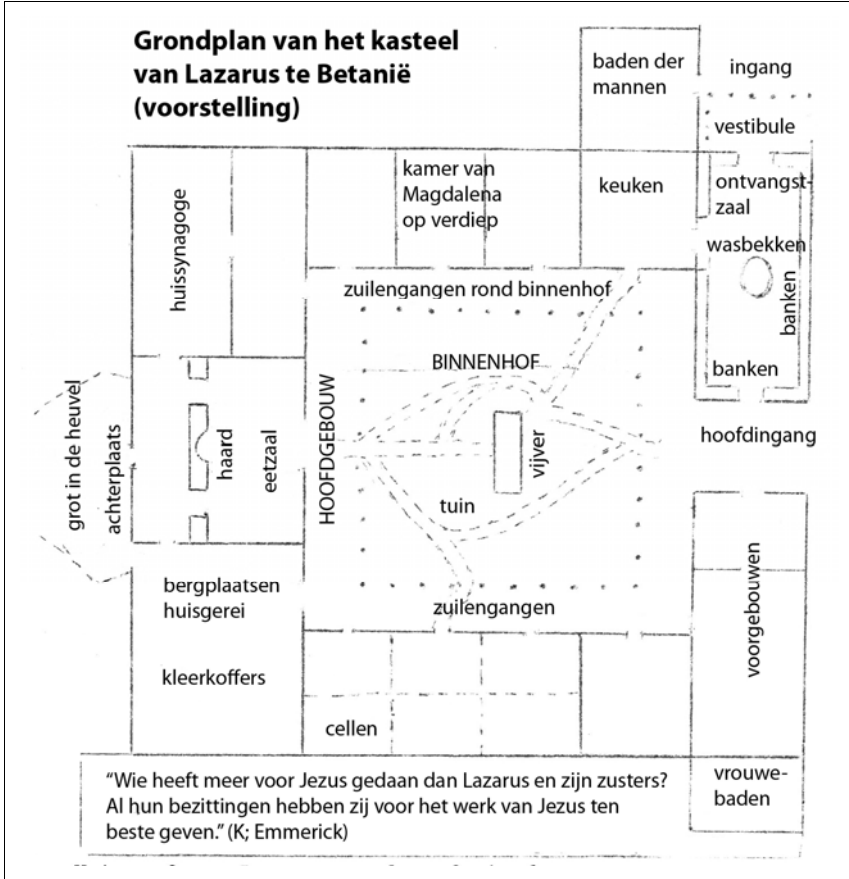 Grondplan van het kasteel
van Lazarus te Betanië
(voorstelling)
baden der
mannen
ingang
vestibule
kamer van
Magdalena
op verdiep
keuken
ontvangst-
zaal
wasbekken
banken
banken
huissynagoge
zuilengangen rond binnenhof
BINNENHOF
HOOFDGEBOUW
hoofdingang
grot in de heuvel
achterplaats
haard
eetzaal
vijver
tuin
bergplaatsen
huisgerei
zuilengangen
voorgebouwen
kleerkoffers
cellen
vrouwe-
baden
“Wie heeft meer voor Jezus gedaan dan Lazarus en zijn zusters?
Al hun bezittingen hebben zij voor het werk van Jezus ten
beste geven.” (K; Emmerick)